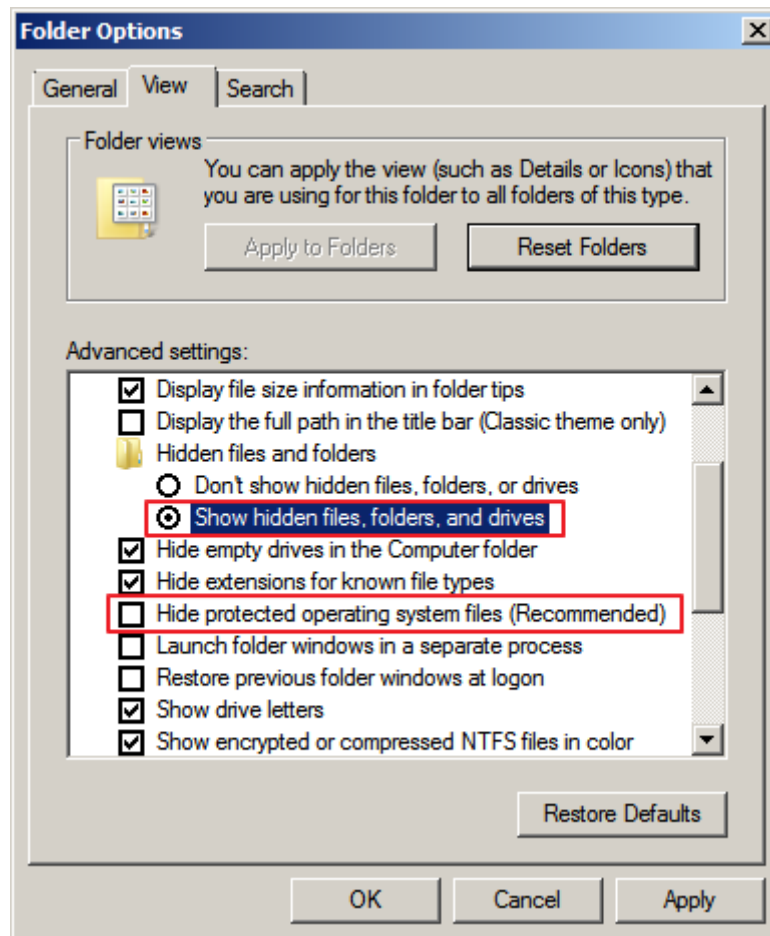 Folder Options
General View Search
Folder views
You can apply the view (such as Details or Icons) that
you are using for this folder to all folders of this type.
Apply to Folders Reset Folders
Advanced settings:
Display file size information in folder tips
Display the full path in the title bar (Classic theme only)
Hidden files and folders
Don't show hidden files, folders, or drives
Show hidden files, folders, and drives
Hide empty drives in the Computer folder
Hide extensions for known file types
Hide protected operating system files (Recommended)
Launch folder windows in a separate process
Restore previous folder windows at logon
Show drive letters
Show encrypted or compressed NTFS files in color
Restore Defaults
OK Cancel Apply